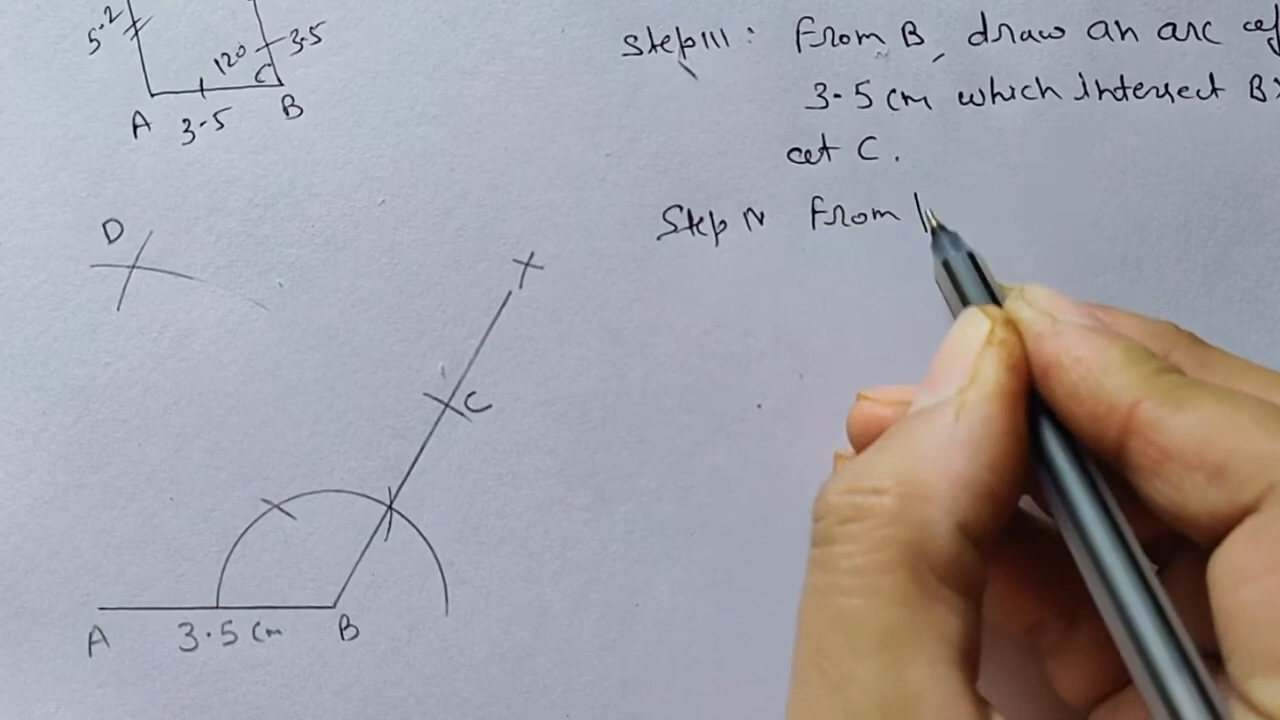 5.2
120
3.5
C
A
3.5
B
Step III: From B, draw an arc of
3.5 cm which intersect BX
at C.
Step IV From
D
X
C
A
3.5 cm
B